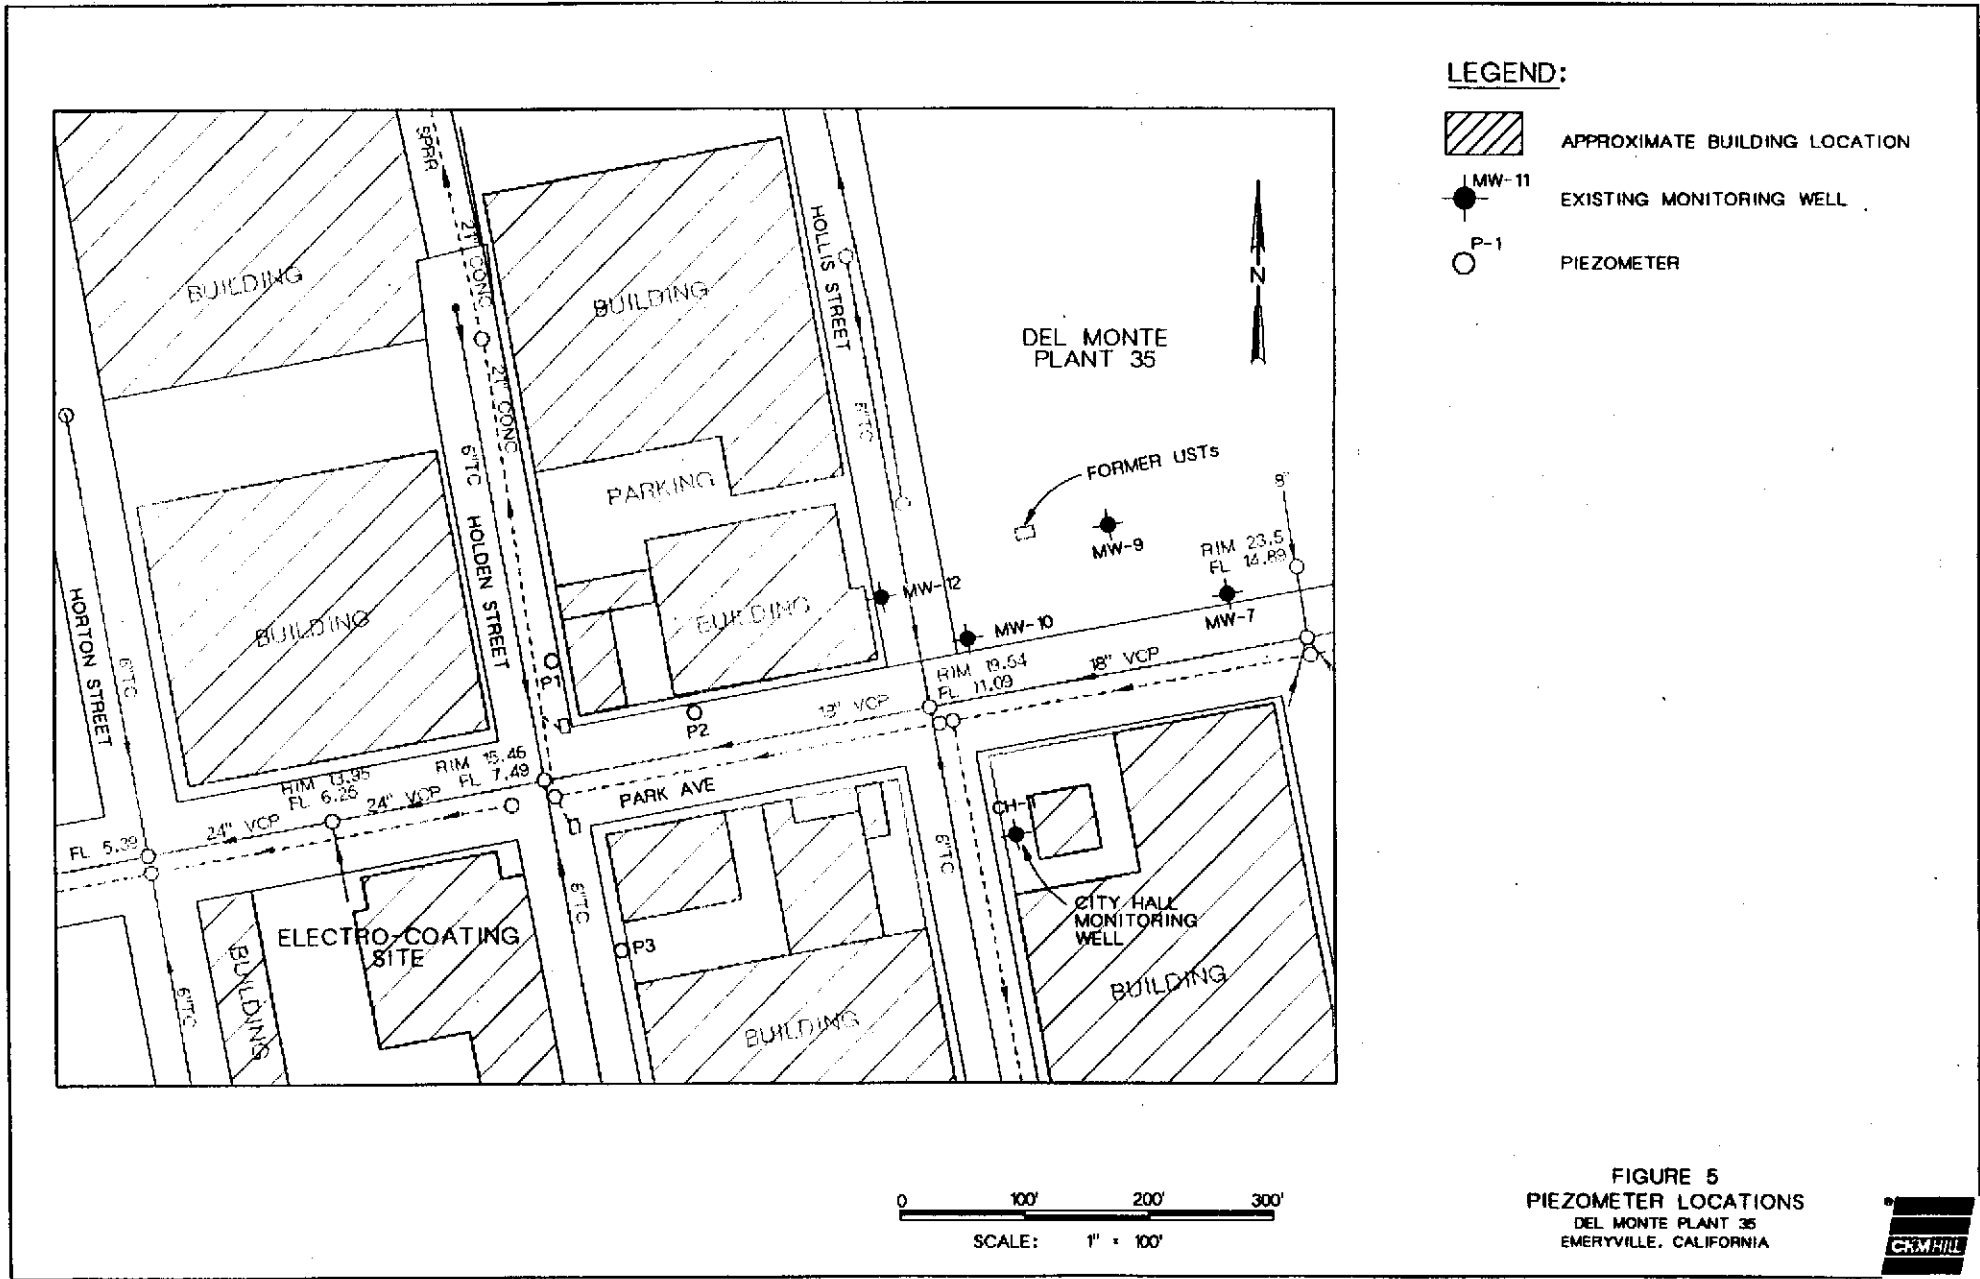 LEGEND:
APPROXIMATE BUILDING LOCATION
MW-11
EXISTING MONITORING WELL
P-1
PIEZOMETER
SPRR
21" CONC
21" CONC
HOLLIS STREET
BUILDING
BUILDING
N
DEL MONTE
PLANT 35
6"TC
6"TC
HOLDEN STREET
PARKING
FORMER USTs
8"
MW-9
RIM 23.5
FL 14.89
MW-12
MW-7
HORTON STREET
6"TC
BUILDING
BUILDING
MW-10
P1
P2
RIM 19.54
FL 11.09
18" VCP
18" VCP
RIM 15.46
FL 7.49
RIM 13.95
FL 6.25
24" VCP
24" VCP
PARK AVE
FL 5.39
CH-1
6"TC
6"TC
6"TC
CITY HALL
MONITORING
WELL
ELECTRO-COATING
SITE
P3
BUILDING
BUILDING
BUILDING
0 100' 200' 300'
SCALE: 1" = 100'
FIGURE 5
PIEZOMETER LOCATIONS
DEL MONTE PLANT 35
EMERYVILLE, CALIFORNIA
CH2M HILL